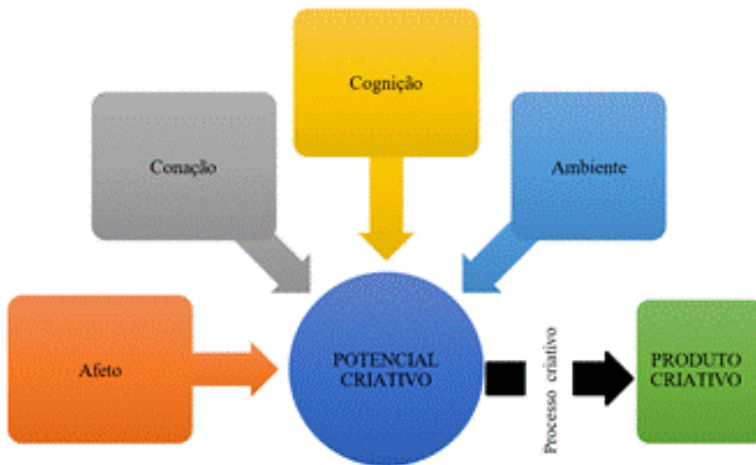 Cognição
Conação
Ambiente
Afeto
POTENCIAL
CRIATIVO
Processo criativo
PRODUTO
CRIATIVO